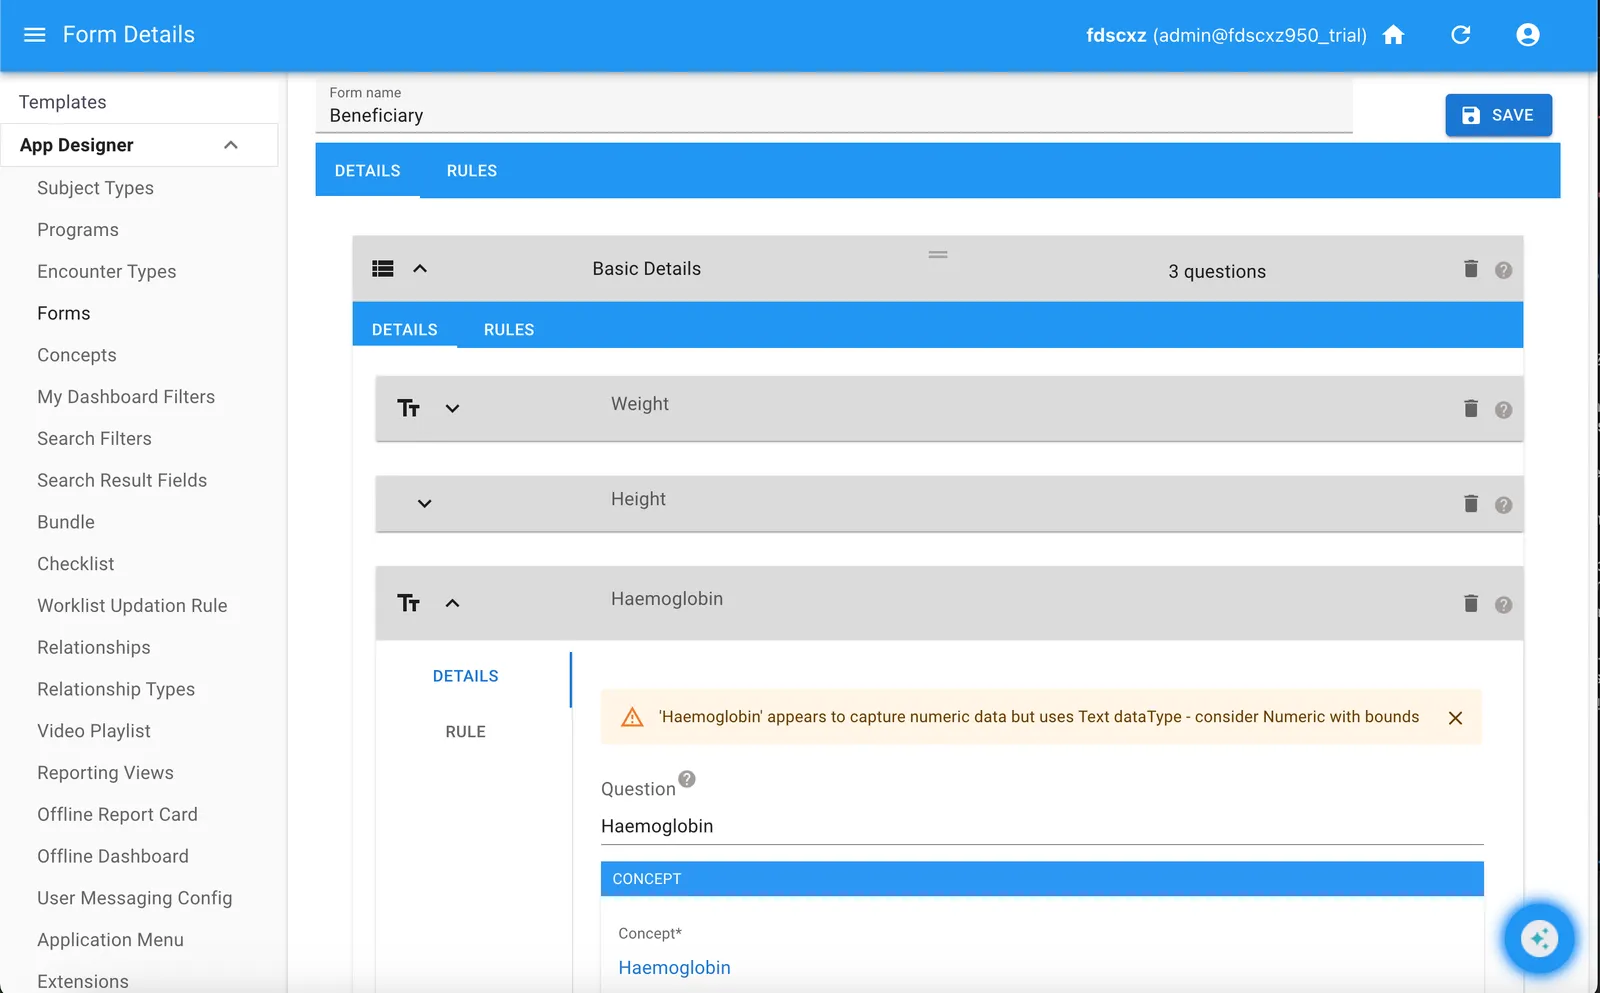 Form Details
fdscxz (admin@fdscxz950_trial)
Templates
App Designer
Subject Types
Programs
Encounter Types
Forms
Concepts
My Dashboard Filters
Search Filters
Search Result Fields
Bundle
Checklist
Worklist Updation Rule
Relationships
Relationship Types
Video Playlist
Reporting Views
Offline Report Card
Offline Dashboard
User Messaging Config
Application Menu
Extensions
Form name
Beneficiary
SAVE
DETAILS RULES
Basic Details 3 questions
DETAILS RULES
Weight
Height
Haemoglobin
DETAILS
RULE
'Haemoglobin' appears to capture numeric data but uses Text dataType - consider Numeric with bounds
Question
Haemoglobin
CONCEPT
Concept*
Haemoglobin